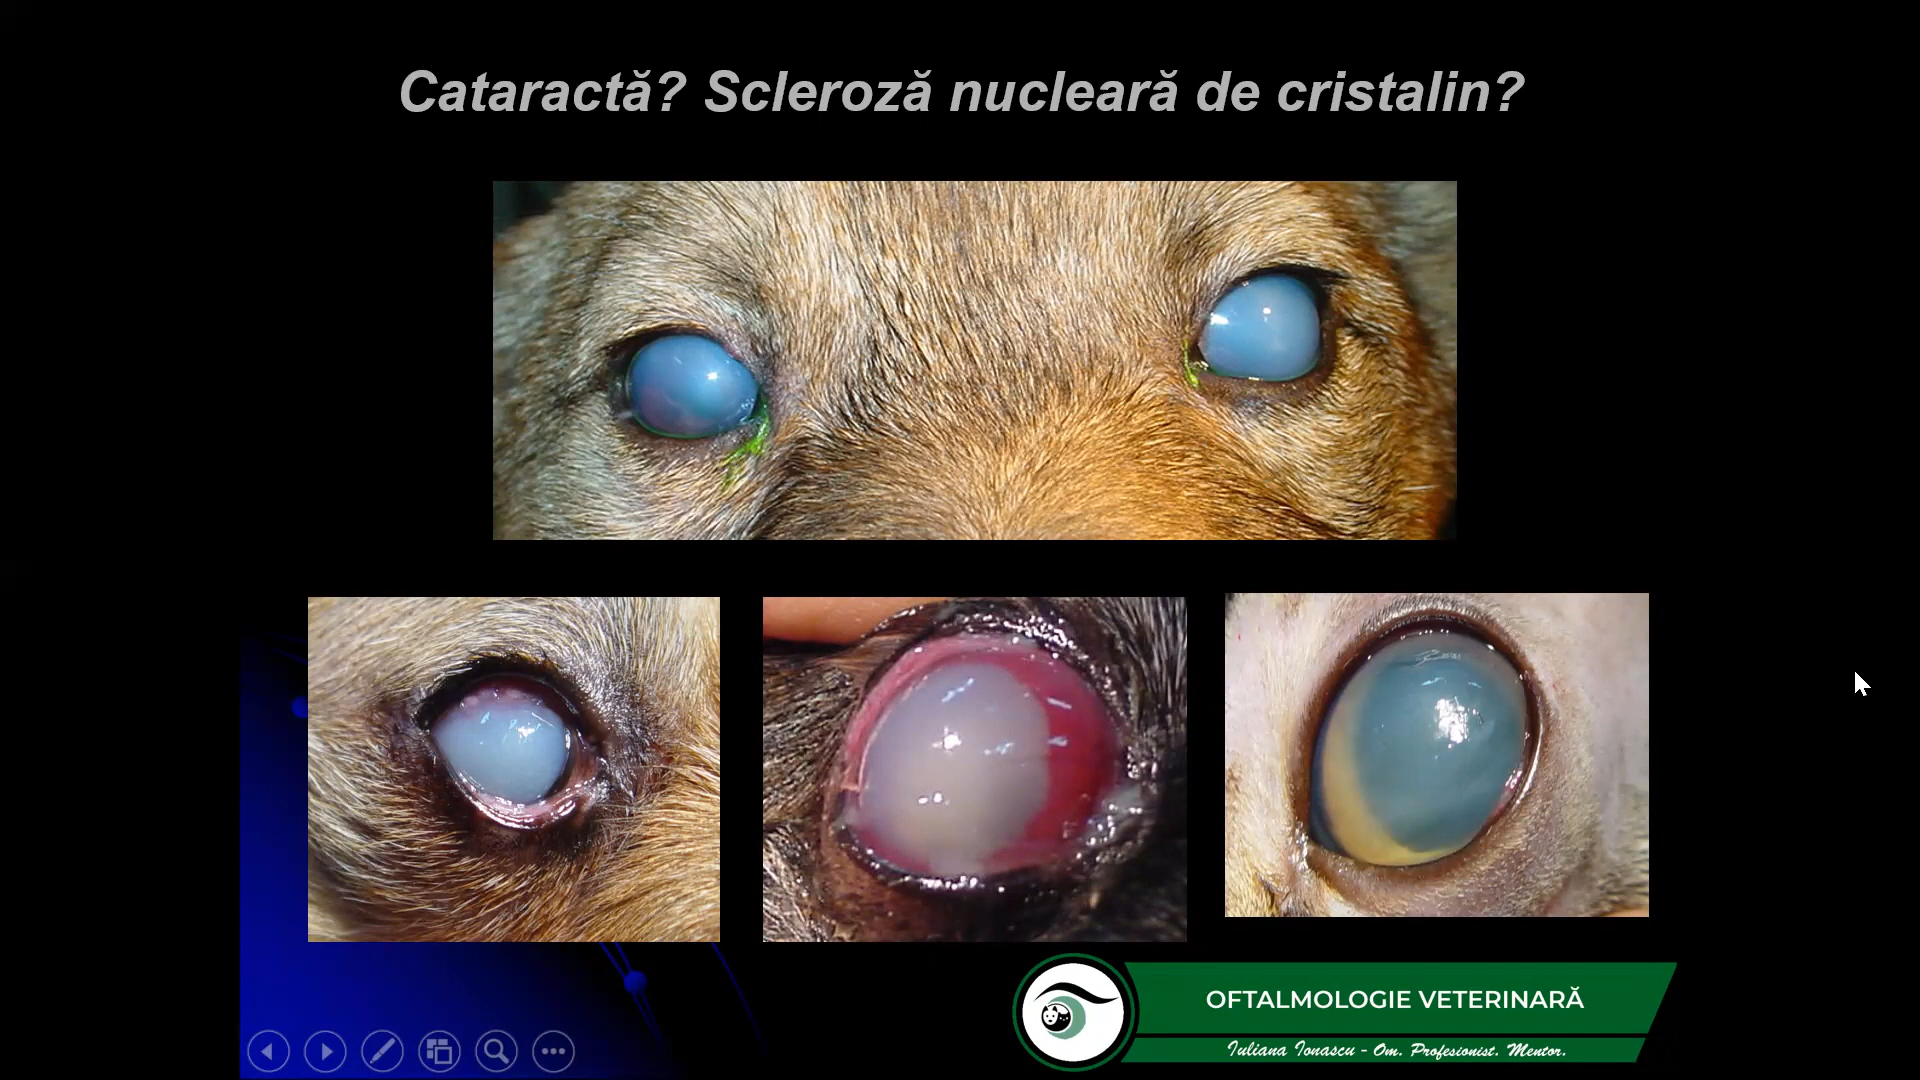 Cataractă? Scleroză nucleară de cristalin?
OFTALMOLOGIE VETERINARĂ
Iuliana Ionascu - Om. Profesionist. Mentor.